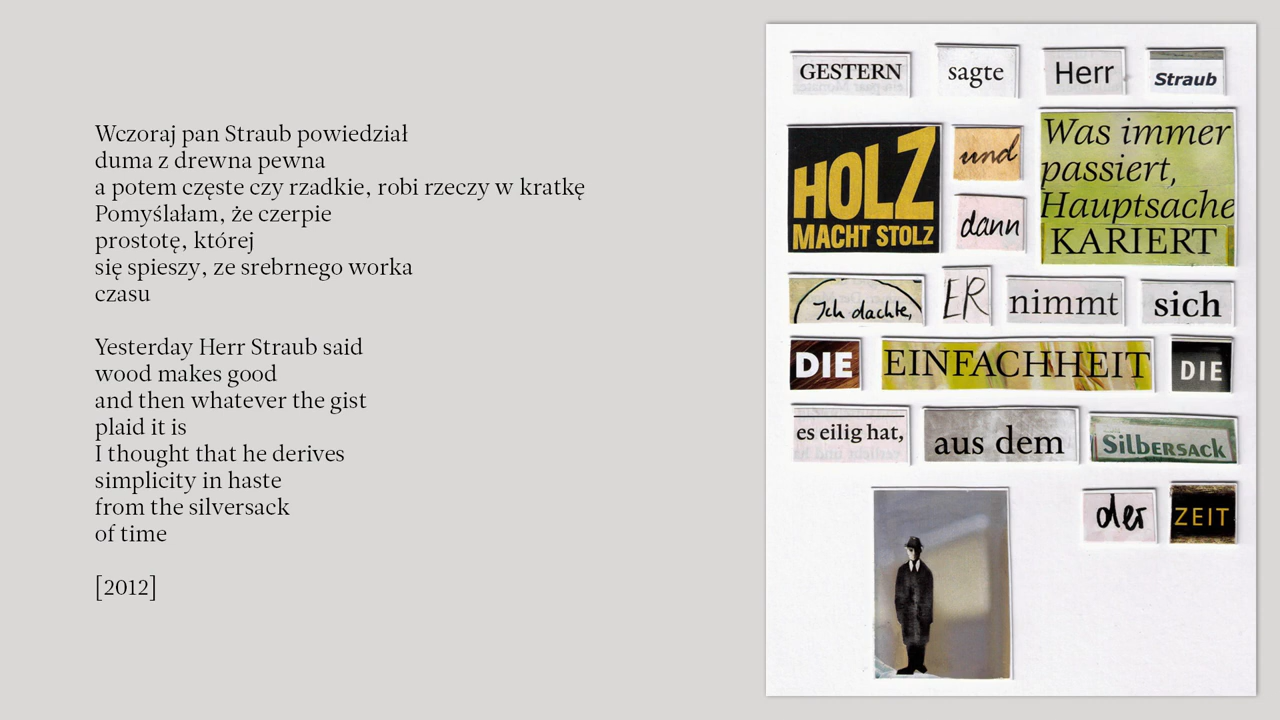 Wczoraj pan Straub powiedział
duma z drewna pewna
a potem częste czy rzadkie, robi rzeczy w kratkę
Pomyślałam, że czerpie
prostotę, której
się spieszy, ze srebrnego worka
czasu
Yesterday Herr Straub said
wood makes good
and then whatever the gist
plaid it is
I thought that he derives
simplicity in haste
from the silversack
of time
[2012]
GESTERN sagte Herr Straub
HOLZ
MACHT STOLZ
und
dann
Was immer
passiert,
Hauptsache
KARIERT
Ich dachte, ER nimmt sich
DIE EINFACHHEIT DIE
es eilig hat, aus dem Silbersack
der ZEIT